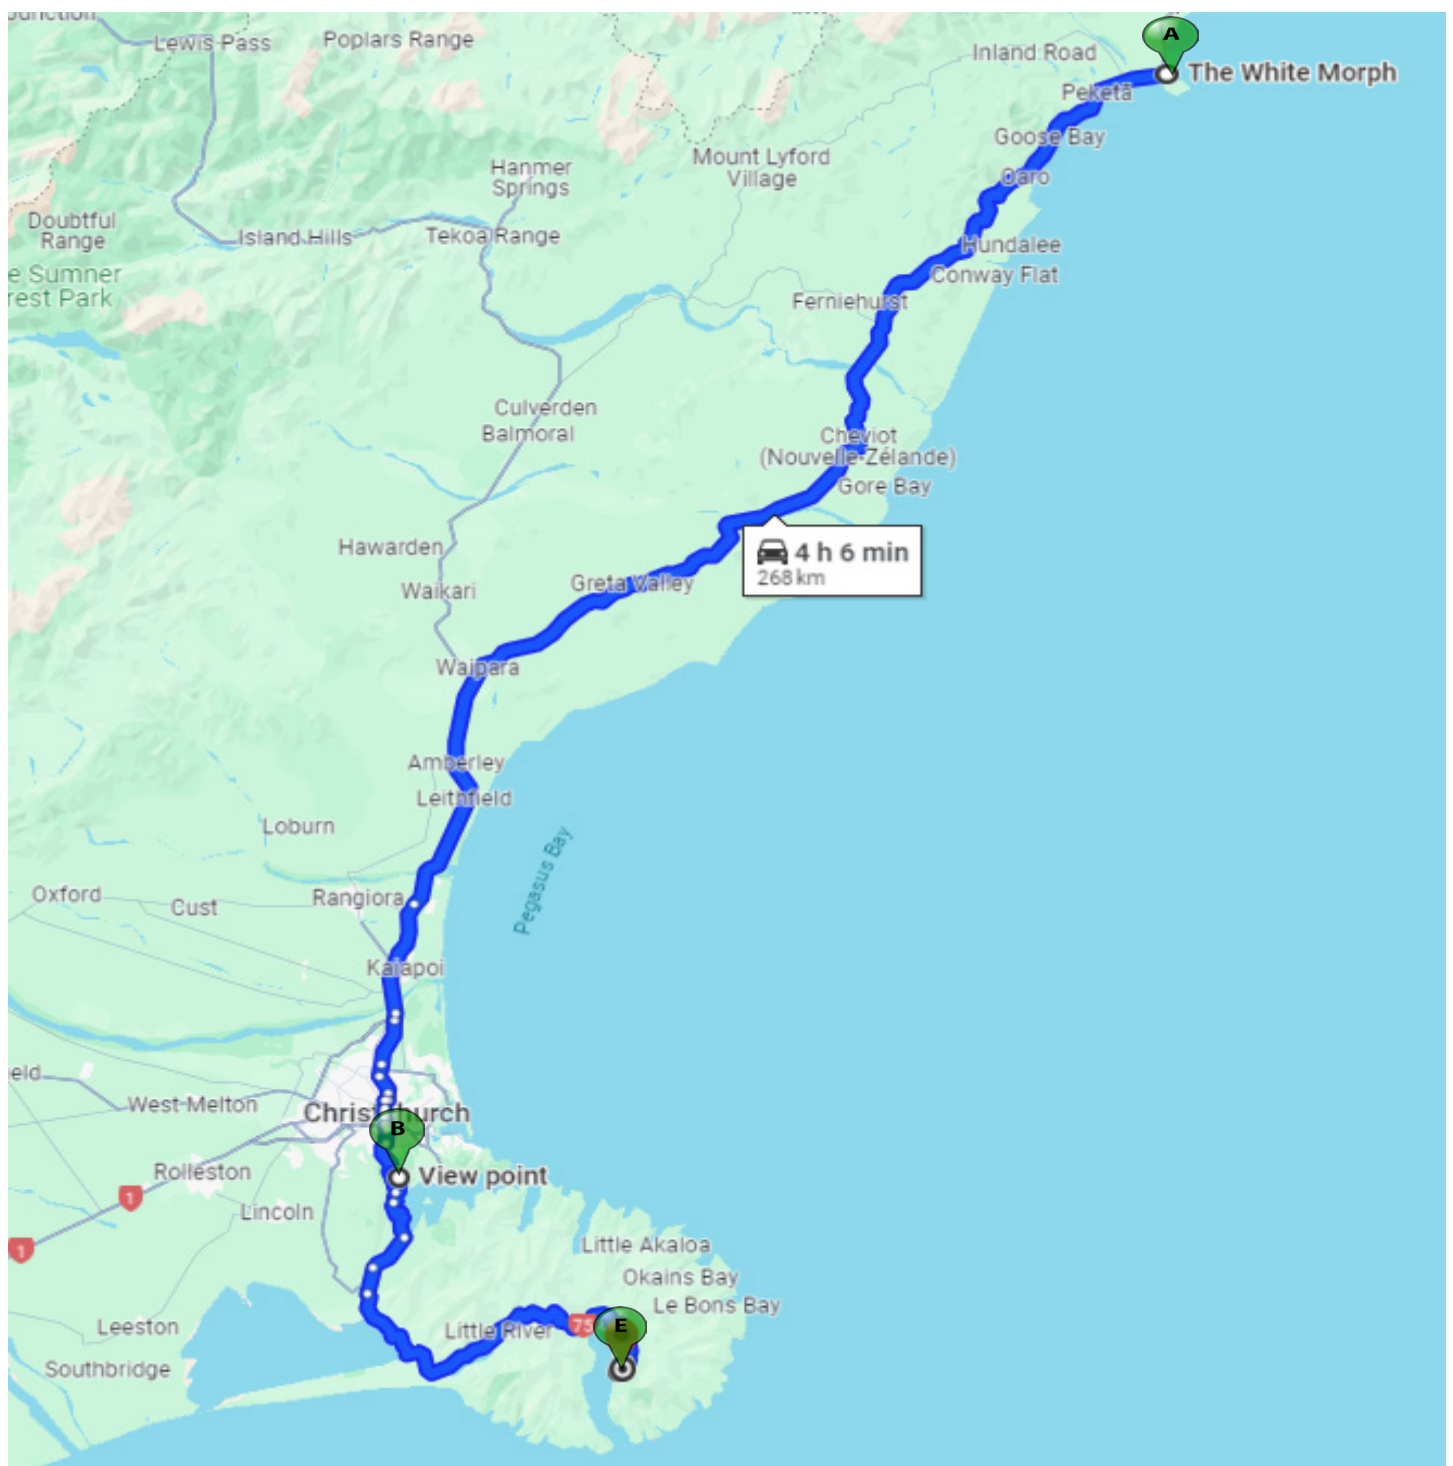 Junction
Lewis Pass
Poplars Range
A
Inland Road
The White Morph
Peketā
Goose Bay
Hanmer
Springs
Mount Lyford
Village
Oaro
Doubtful
Range
Island Hills
Tekoa Range
Hundalee
e Sumner
rest Park
Conway Flat
Ferniehurst
Culverden
Balmoral
Cheviot
(Nouvelle-Zélande)
Gore Bay
Hawarden
4 h 6 min
268 km
Waikari
Greta Valley
Waipara
Amberley
Leithfield
Loburn
Pegasus Bay
Oxford
Cust
Rangiora
Kaiapoi
eld
West Melton
Christchurch
B
Rolleston
View point
1
Lincoln
1
Little Akaloa
Okains Bay
Le Bons Bay
Leeston
Little River
75
E
Southbridge